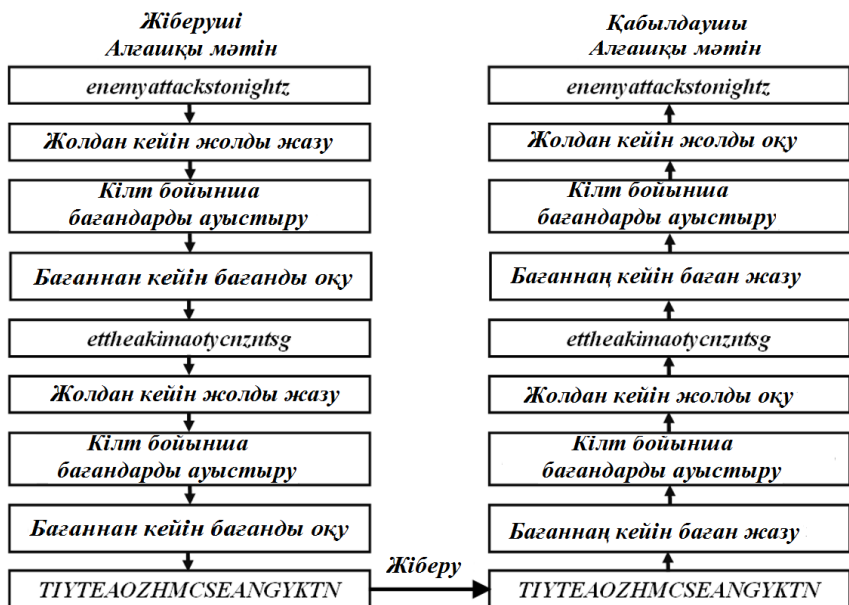 Жіберуші
Алғашқы мәтін
enemyattackstonightz
Жолдан кейін жолды жазу
Кілт бойынша
бағандарды ауыстыру
Бағаннан кейін бағанды оқу
ettheakimaotycnzntsg
Жолдан кейін жолды жазу
Кілт бойынша
бағандарды ауыстыру
Бағаннан кейін бағанды оқу
TIYTEAOZHMCSEANGYKTN
Жіберу
Қабылдаушы
Алғашқы мәтін
enemyattackstonightz
Жолдан кейін жолды оқу
Кілт бойынша
бағандарды ауыстыру
Бағаннаң кейін баған жазу
ettheakimaotycnzntsg
Жолдан кейін жолды оқу
Кілт бойынша
бағандарды ауыстыру
Бағаннаң кейін баған жазу
TIYTEAOZHMCSEANGYKTN